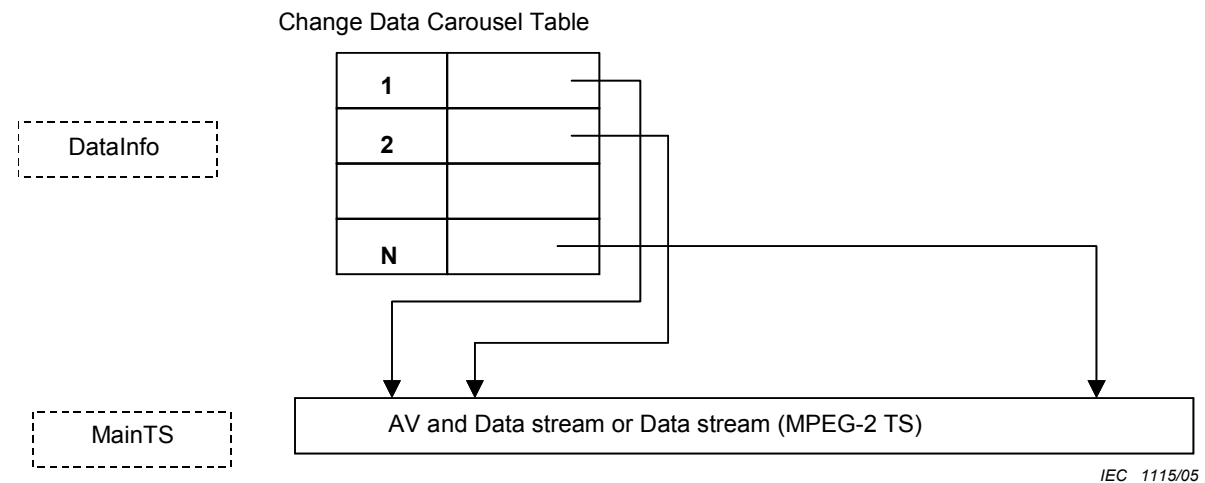 Change Data Carousel Table
1
DataInfo
2
N
MainTS
AV and Data stream or Data stream (MPEG-2 TS)
IEC 1115/05